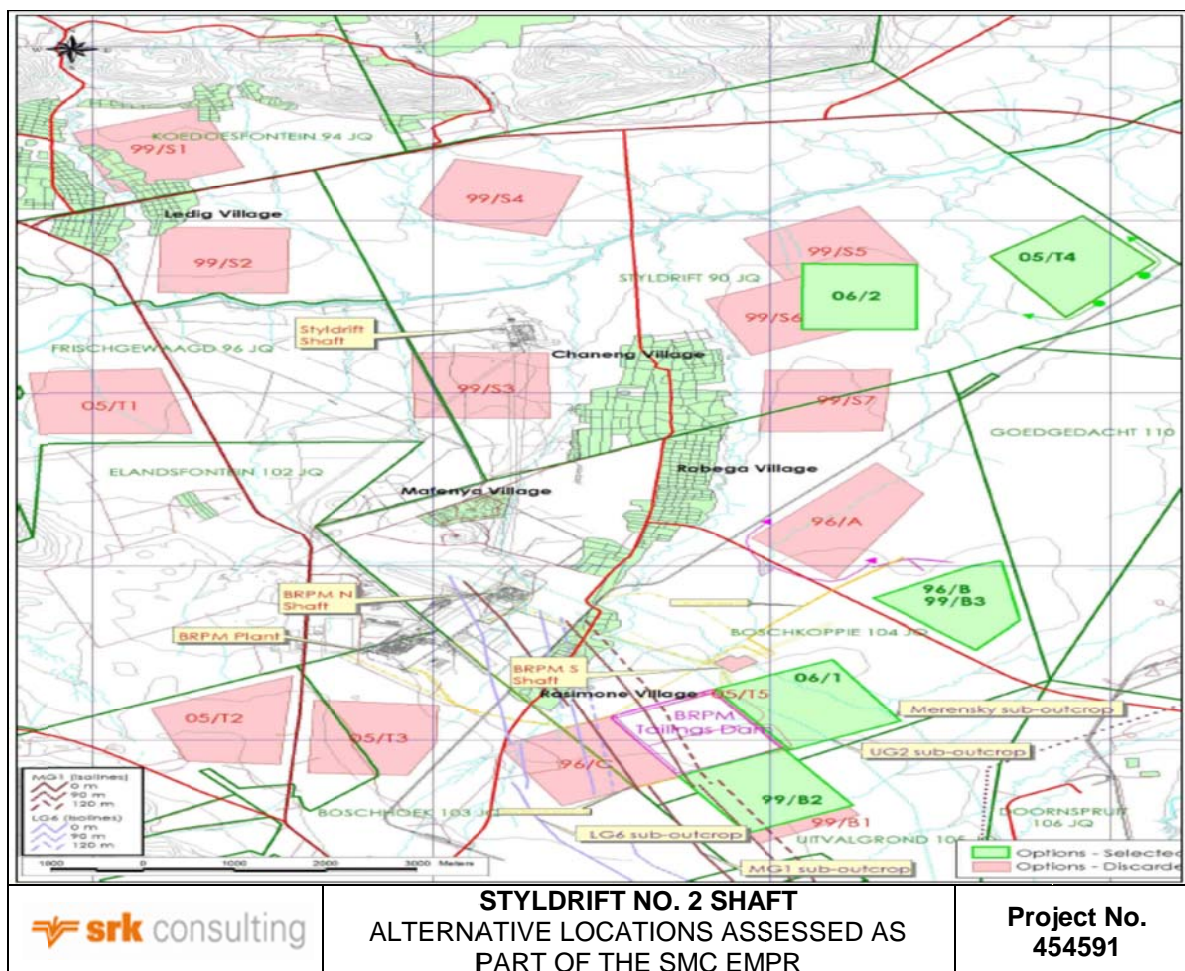 KOEDOESFONTEIN 94 JQ
99/S1
99/S4
Ledig Village
99/S2
99/S5
05/T4
STYLDRIFT 90 JQ
06/2
99/S6
Styldrift
Shaft
FRISCHGEWAAGD 96 JQ
Chaneng Village
99/S3
05/T1
99/S7
GOEDGEDACHT 110
ELANDSFONTEIN 102 JQ
Robega Village
Mafenya Village
96/A
96/B
99/B3
BRPM N
Shaft
BRPM Plant
BOSCHKOPPIE 104 JQ
BRPM S
Shaft
06/1
Rasimone Village
05/T5
05/T2
BRPM
Tailings Dam
Merensky sub-outcrop
05/T3
UG2 sub-outcrop
96/C
99/B2
BOSCHHOEK 103 JQ
99/B1
LG6 sub-outcrop
UITVALGROND 105 JQ
DOORNSPRUIT
106 JQ
MG1 sub-outcrop
MG1 (Isolines)
0 m
90 m
120 m
LG6 (Isolines)
0 m
90 m
120 m
1000 0 1000 2000 3000 Meters
Options - Selected
Options - Discarde
srk consulting
STYLDRIFT NO. 2 SHAFT
ALTERNATIVE LOCATIONS ASSESSED AS
PART OF THE SMC EMPR
Project No.
454591